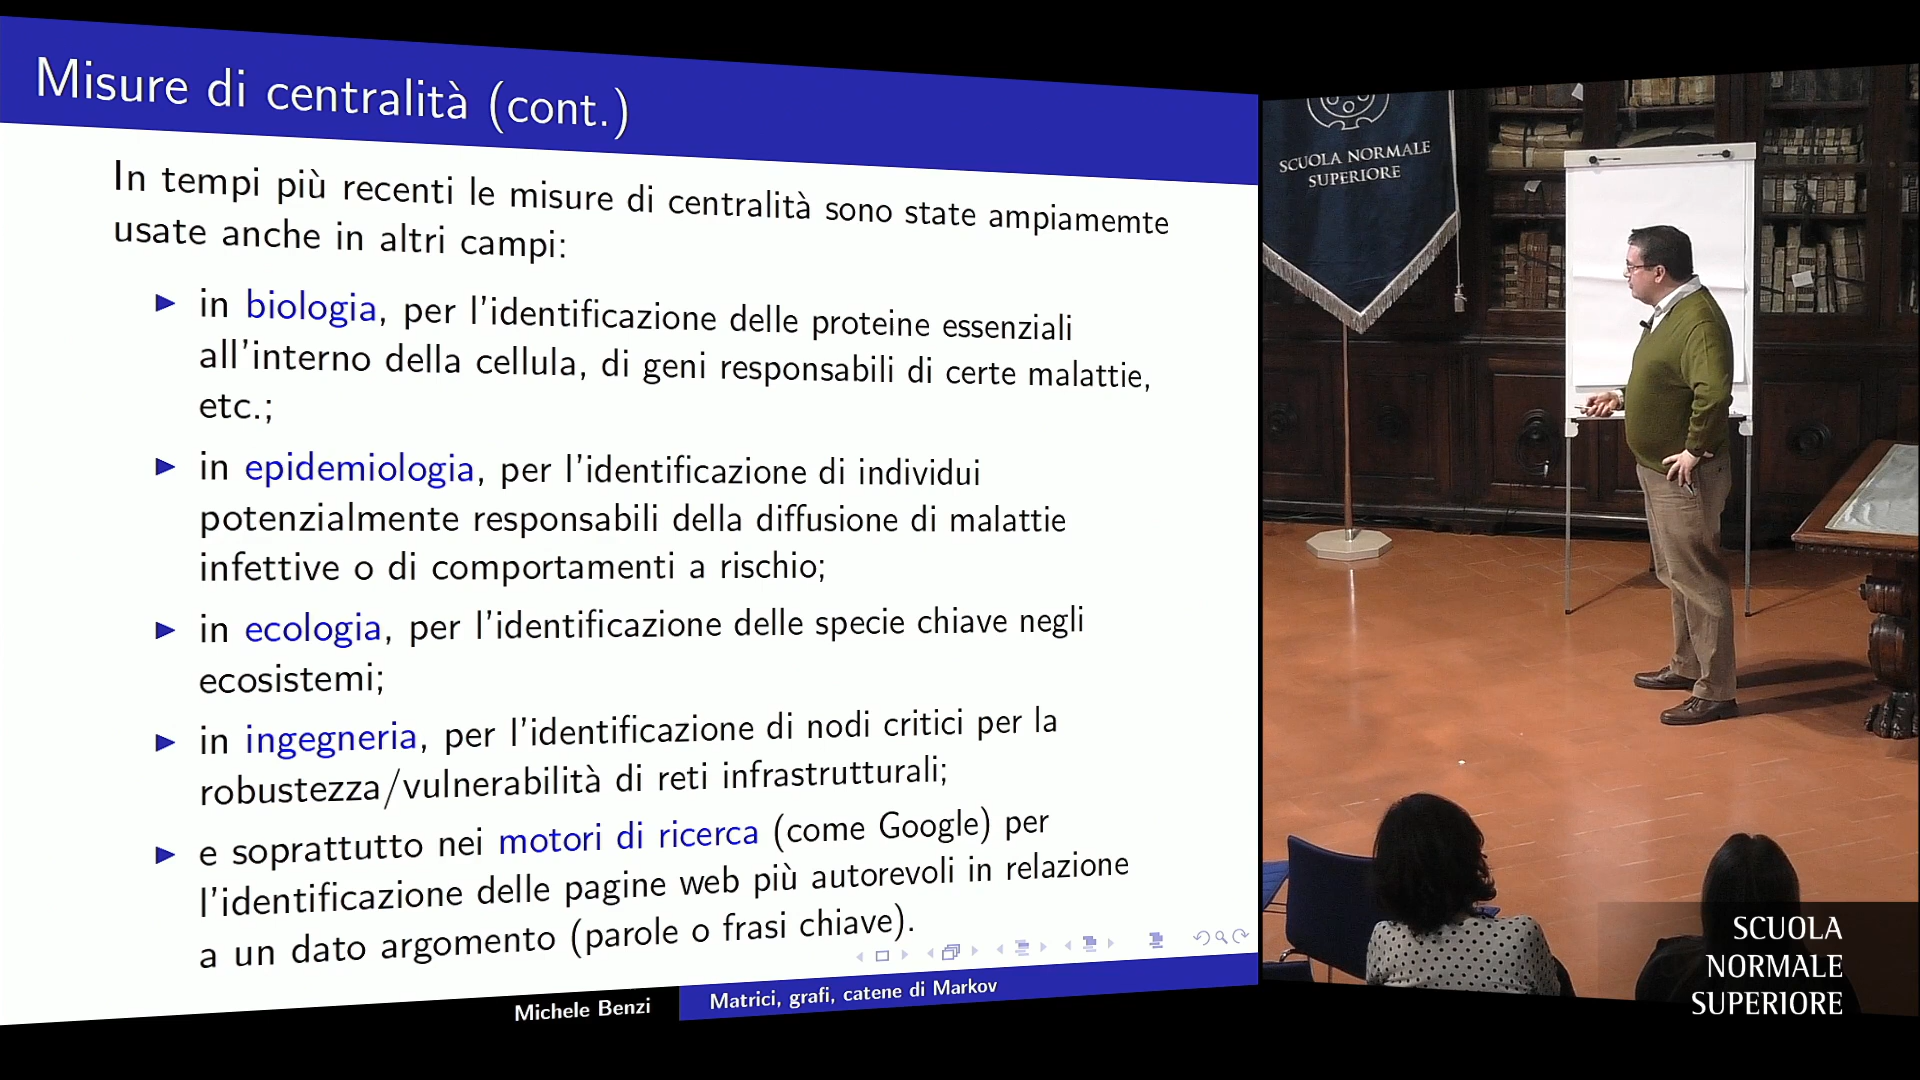 Misure di centralità (cont.)
In tempi più recenti le misure di centralità sono state ampiamemte
usate anche in altri campi:
in biologia, per l'identificazione delle proteine essenziali
all'interno della cellula, di geni responsabili di certe malattie,
etc.;
in epidemiologia, per l'identificazione di individui
potenzialmente responsabili della diffusione di malattie
infettive o di comportamenti a rischio;
in ecologia, per l'identificazione delle specie chiave negli
ecosistemi;
in ingegneria, per l'identificazione di nodi critici per la
robustezza/vulnerabilità di reti infrastrutturali;
e soprattutto nei motori di ricerca (come Google) per
l'identificazione delle pagine web più autorevoli in relazione
a un dato argomento (parole o frasi chiave).
Michele Benzi
Matrici, grafi, catene di Markov
SCUOLA NORMALE
SUPERIORE
SCUOLA
NORMALE
SUPERIORE